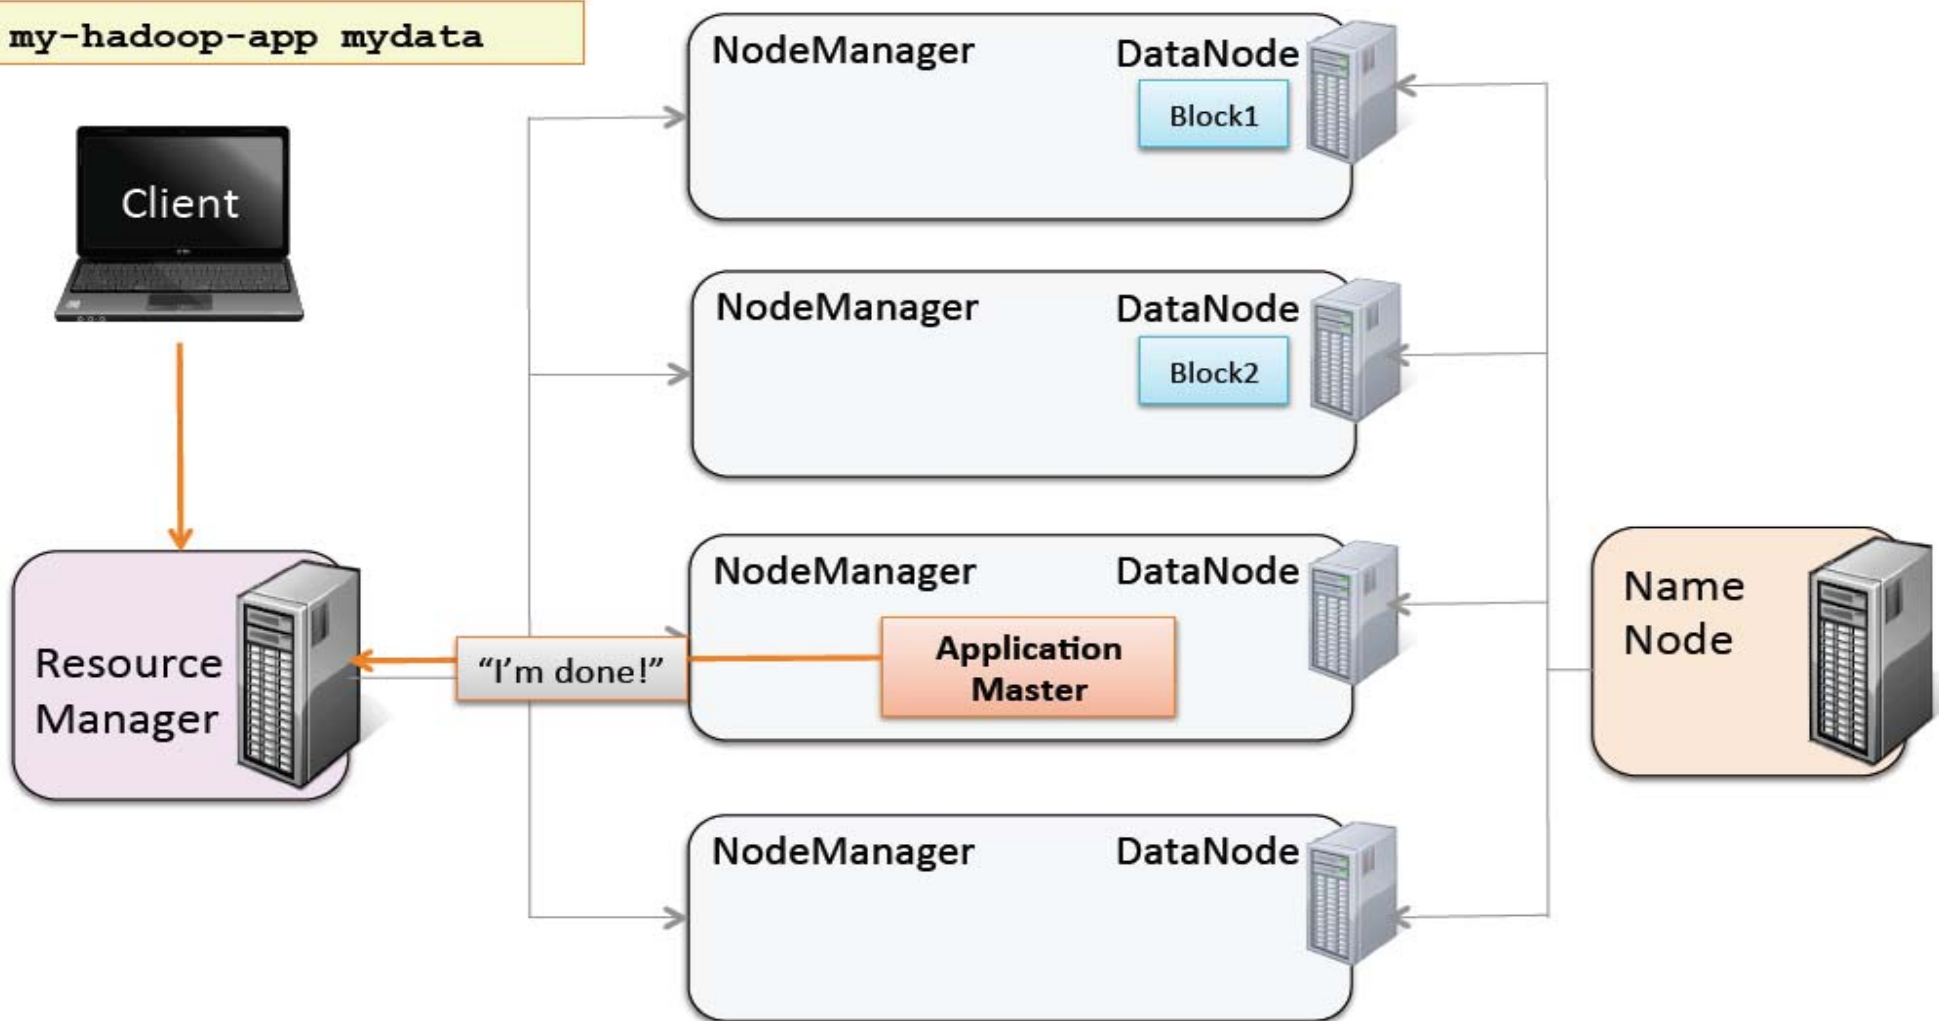 my-hadoop-app mydata
Client
Resource
Manager
"I'm done!"
NodeManager
DataNode
Block1
NodeManager
DataNode
Block2
NodeManager
DataNode
Application
Master
NodeManager
DataNode
Name
Node